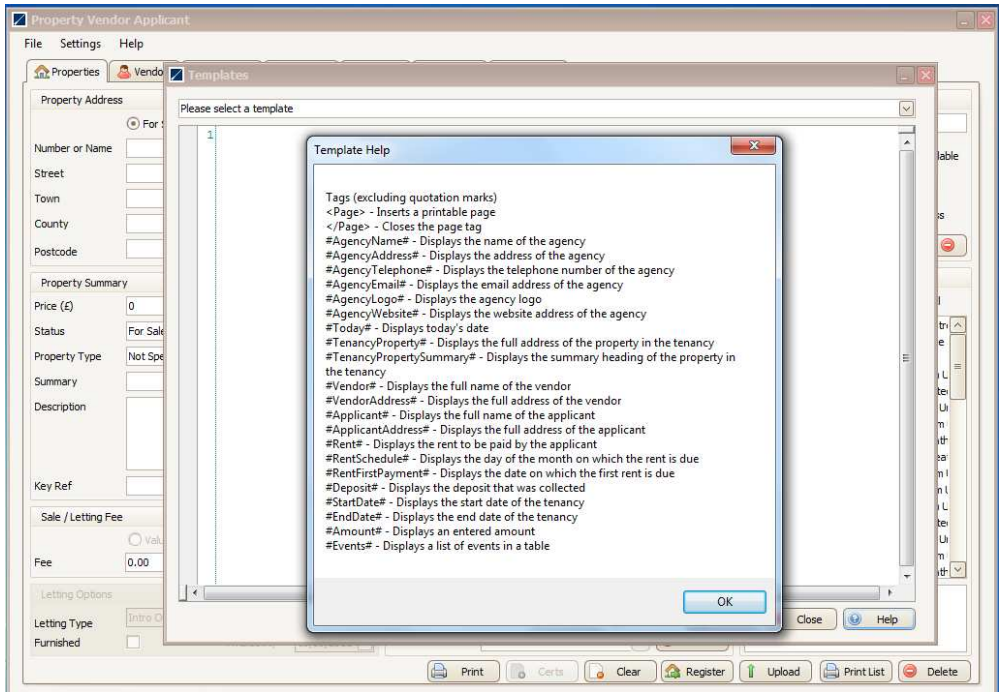 Property Vendor Applicant
File Settings Help
Properties Vendo
Templates
Property Address
Please select a template
For
1
Template Help
Number or Name
lable
Street
Tags (excluding quotation marks)
Town
<Page> - Inserts a printable page
</Page> - Closes the page tag
County
#AgencyName# - Displays the name of the agency
#AgencyAddress# - Displays the address of the agency
Postcode
#AgencyTelephone# - Displays the telephone number of the agency
#AgencyEmail# - Displays the email address of the agency
Property Summary
#AgencyLogo# - Displays the agency logo
Price (£) 0
#AgencyWebsite# - Displays the website address of the agency
#Today# - Displays today's date
Status For Sale
#TenancyProperty# - Displays the full address of the property in the tenancy
#TenancyPropertySummary# - Displays the summary heading of the property in
the tenancy
Property Type Not Spe
Summary
#Vendor# - Displays the full name of the vendor
#VendorAddress# - Displays the full address of the vendor
Description
#Applicant# - Displays the full name of the applicant
#ApplicantAddress# - Displays the full address of the applicant
#Rent# - Displays the rent to be paid by the applicant
#RentSchedule# - Displays the day of the month on which the rent is due
#RentFirstPayment# - Displays the date on which the first rent is due
#Deposit# - Displays the deposit that was collected
Key Ref
#StartDate# - Displays the start date of the tenancy
#EndDate# - Displays the end date of the tenancy
Sale / Letting Fee
#Amount# - Displays an entered amount
#Events# - Displays a list of events in a table
Valu
Fee 0.00
Letting Options
OK
Letting Type Intro O
Close Help
Furnished
Print Certs Clear Register Upload Print List Delete